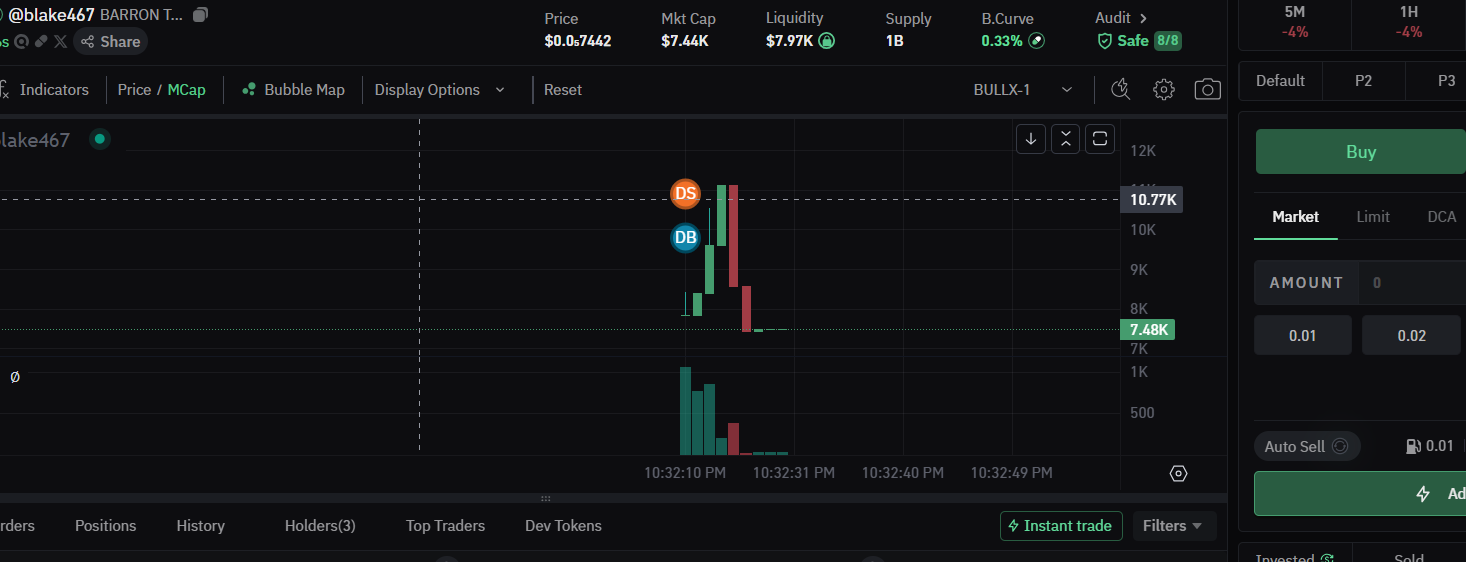 @blake467 BARRON T...
Share
Price
$0.0₅7442
Mkt Cap
$7.44K
Liquidity
$7.97K
Supply
1B
B.Curve
0.33%
Audit
Safe 8/8
5M
-4%
1H
-4%
Indicators
Price / MCap
Bubble Map
Display Options
Reset
BULLX-1
Default
P2
P3
lake467
DS
DB
12K
10.77K
10K
9K
8K
7.48K
7K
1K
500
Ø
10:32:10 PM
10:32:31 PM
10:32:40 PM
10:32:49 PM
Buy
Market
Limit
DCA
AMOUNT
0
0.01
0.02
Auto Sell
0.01
Ad
rders
Positions
History
Holders(3)
Top Traders
Dev Tokens
Instant trade
Filters
Invested
Sold